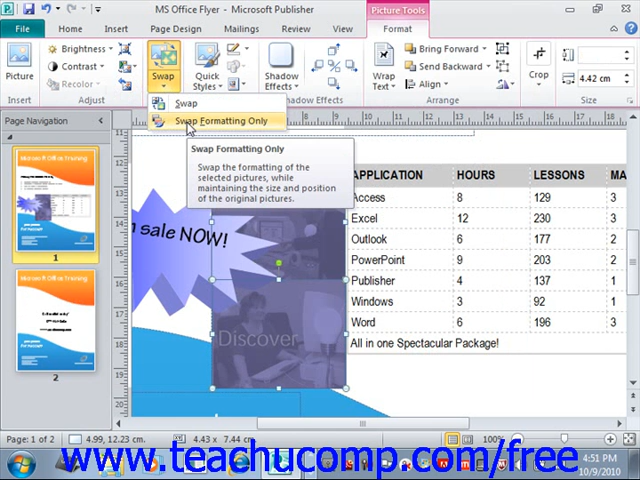 MS Office Flyer - Microsoft Publisher
Picture Tools
File
Home
Insert
Page Design
Mailings
Review
View
Format
Picture
Brightness
Contrast
Recolor
Swap
Quick Styles
Shadow Effects
Wrap Text
Bring Forward
Send Backward
Align
Crop
4.42 cm
Insert
Adjust
Shadow Effects
Arrange
Size
Swap
Swap Formatting Only
Swap Formatting Only
Swap the formatting of the
selected pictures, while
maintaining the size and position
of the original pictures.
Page Navigation
1
2
sale NOW!
Discover
APPLICATION HOURS LESSONS MA
Access 8 129 3
Excel 12 230 3
Outlook 6 177 2
PowerPoint 9 203 2
Publisher 4 137 1
Windows 3 92 1
Word 6 196 3
All in one Spectacular Package!
Page: 1 of 2
4.99, 12.23 cm.
4.43 x 7.44 cm.
100%
www.teachucomp.com/free
4:51 PM
10/9/2010